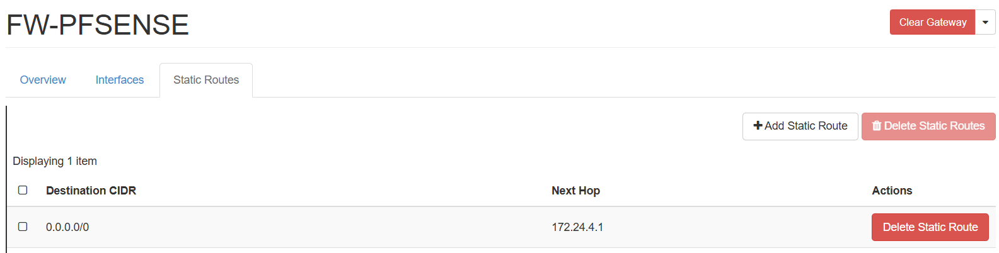 FW-PFSENSE
Clear Gateway
Overview Interfaces Static Routes
Add Static Route Delete Static Routes
Displaying 1 item
Destination CIDR Next Hop Actions
0.0.0.0/0 172.24.4.1 Delete Static Route